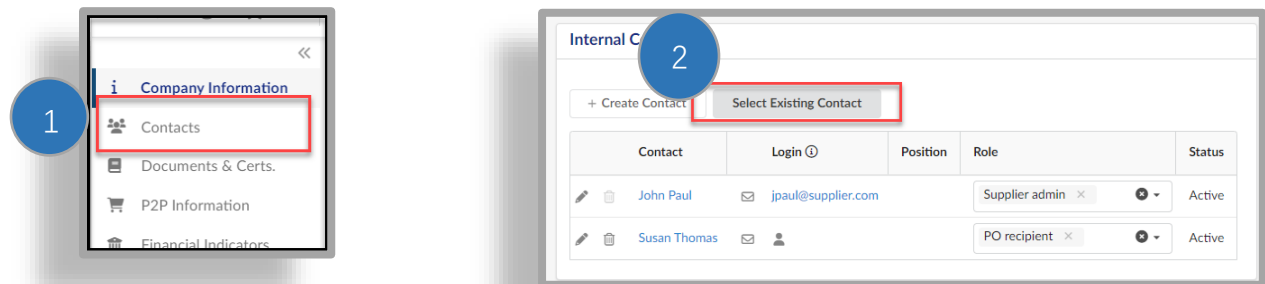 1
Company Information
Contacts
Documents & Certs.
P2P Information
Financial Indicators
2
Internal
+ Create Contact
Select Existing Contact
Contact Login Position Role Status
John Paul jpaul@supplier.com Supplier admin × Active
Susan Thomas PO recipient × Active